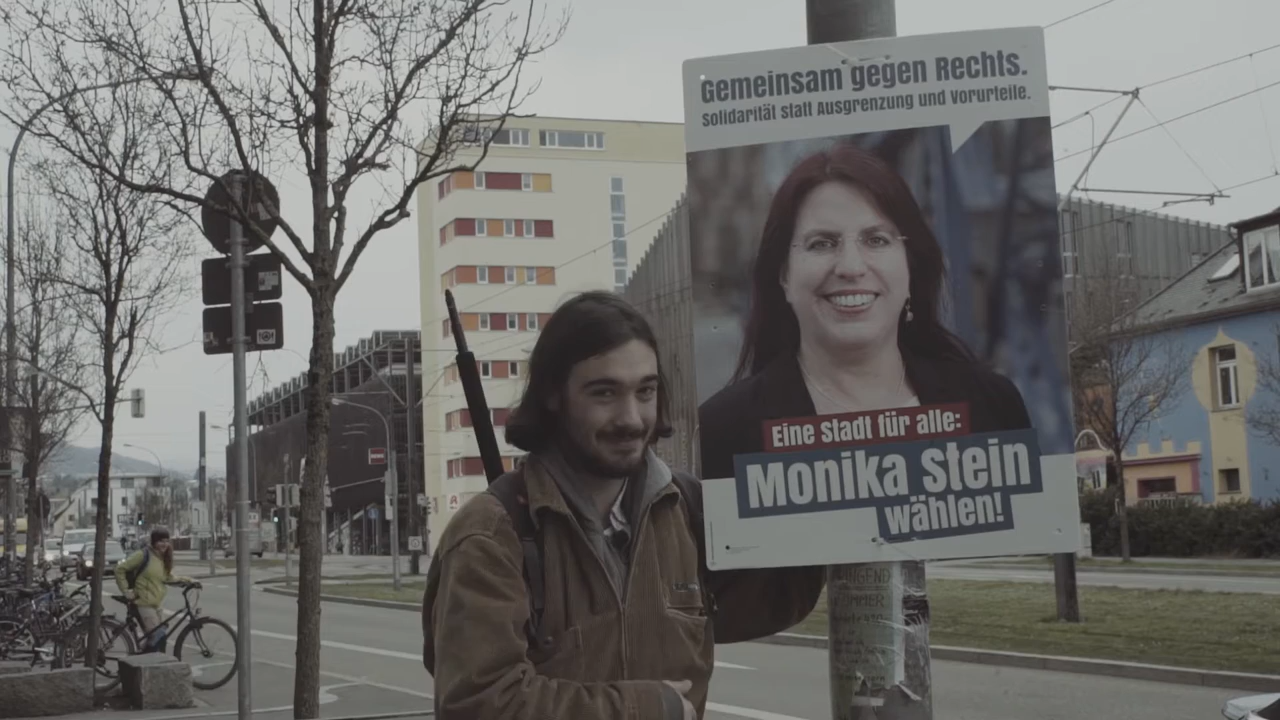 Gemeinsam gegen Rechts.
Solidarität statt Ausgrenzung und Vorurteile.
Eine Stadt für alle:
Monika Stein
wählen!